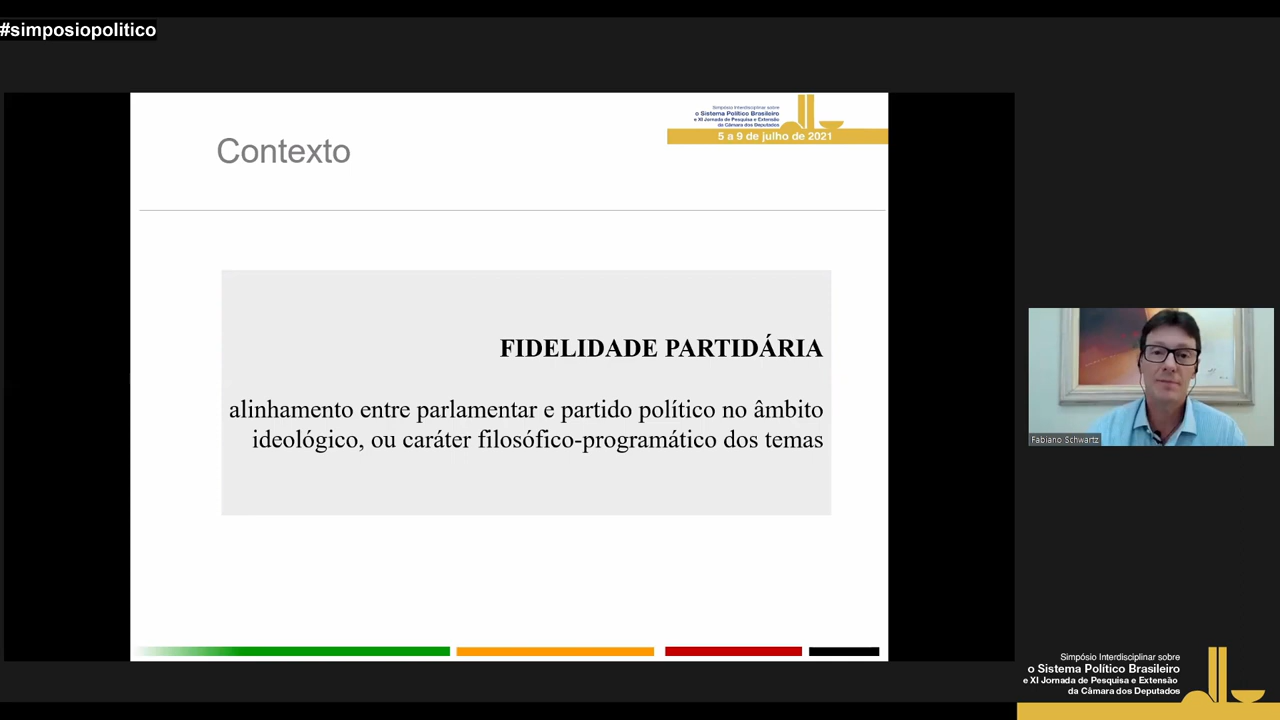 #simposiopolitico
Simpósio Interdisciplinar sobre
o Sistema Político Brasileiro
e XI Jornada de Pesquisa e Extensão
da Câmara dos Deputados
5 a 9 de julho de 2021
Contexto
FIDELIDADE PARTIDÁRIA
alinhamento entre parlamentar e partido político no âmbito
ideológico, ou caráter filosófico-programático dos temas
Fabiano Schwartz
Simpósio Interdisciplinar sobre
o Sistema Político Brasileiro
e XI Jornada de Pesquisa e Extensão
da Câmara dos Deputados